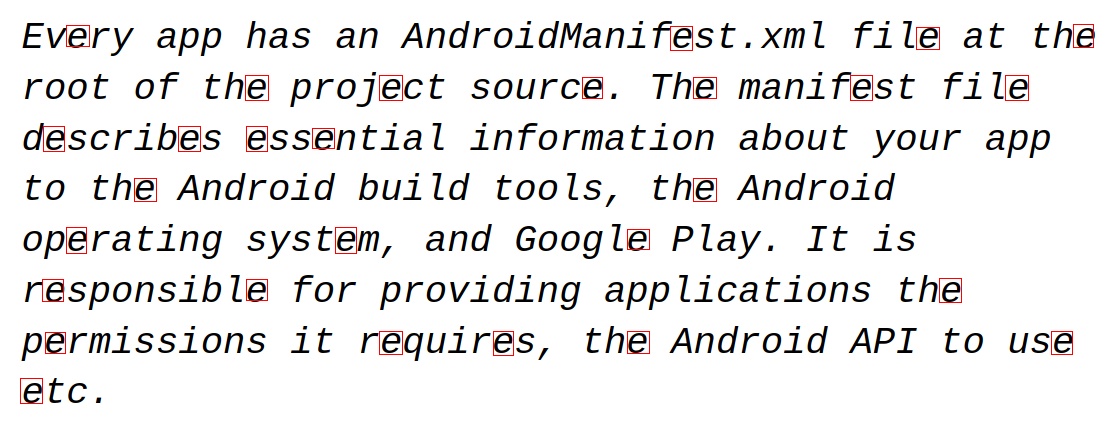 Every app has an AndroidManifest.xml file at the
root of the project source. The manifest file
describes essential information about your app
to the Android build tools, the Android
operating system, and Google Play. It is
responsible for providing applications the
permissions it requires, the Android API to use
etc.